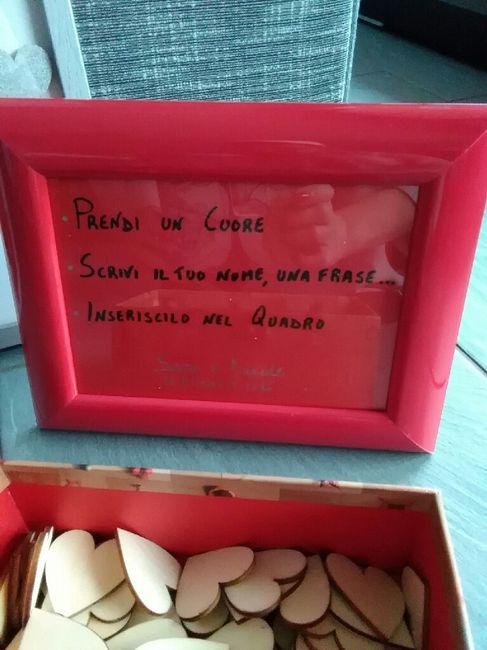 • PRENDI UN CUORE
• SCRIVI IL TUO NOME, UNA FRASE...
• INSERISCILO NEL QUADRO